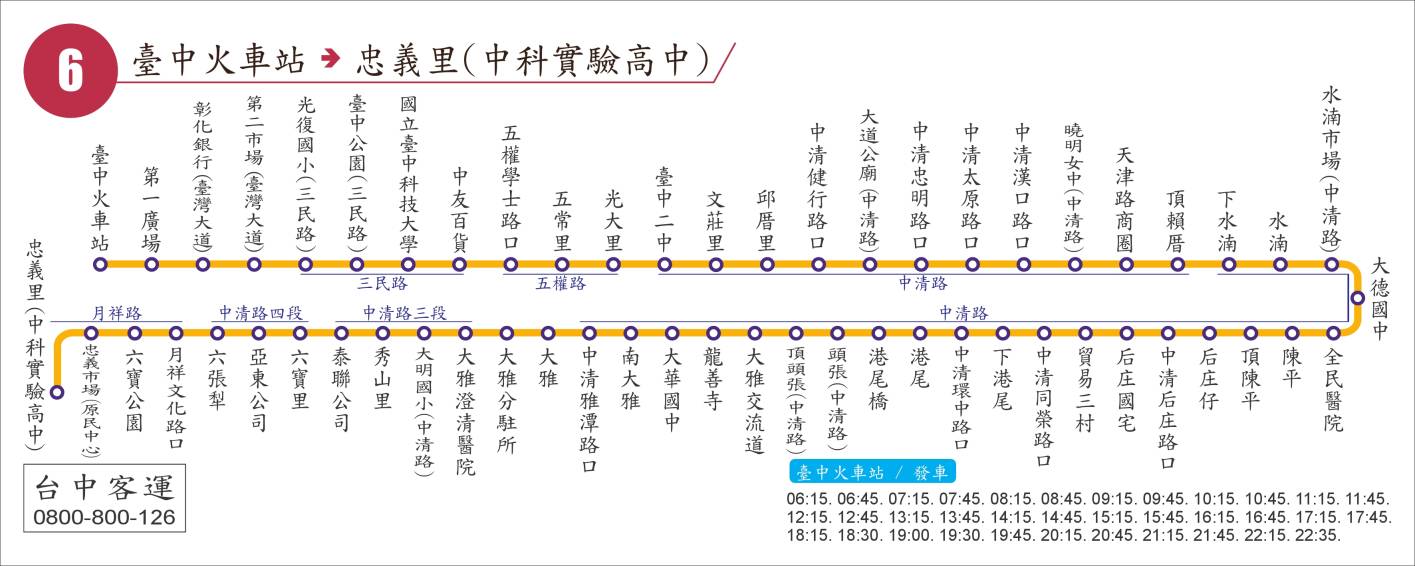 6
臺中火車站 → 忠義里(中科實驗高中)
臺中火車站
第一廣場
彰化銀行(臺灣大道)
第二市場(臺灣大道)
光復國小(三民路)
臺中公園(三民路)
國立臺中科技大學
中友百貨
五權學士路口
五常里
光大里
臺中二中
文莊里
邱厝里
中清健行路口
大道公廟(中清路)
中清忠明路口
中清太原路口
中清漢口路口
曉明女中(中清路)
天津路商圈
頂賴厝
下水湳
水湳
水湳市場(中清路)
三民路
五權路
中清路
大德國中
月祥路
中清路四段
中清路三段
中清路
全民醫院
陳平
頂陳平
后庄仔
中清后庄路口
后庄國宅
貿易三村
中清同榮路口
下港尾
中清環中路口
港尾
港尾橋
頭張(中清路)
頂頭張(中清路)
大雅交流道
龍善寺
大華國中
南大雅
中清雅潭路口
大雅
大雅分駐所
大雅澄清醫院
大明國小(中清路)
秀山里
泰聯公司
六寶里
亞東公司
六張犁
月祥文化路口
六寶公園
忠義市場(原民中心)
忠義里(中科實驗高中)
台中客運
0800-800-126
臺中火車站 / 發車
06:15. 06:45. 07:15. 07:45. 08:15. 08:45. 09:15. 09:45. 10:15. 10:45. 11:15. 11:45.
12:15. 12:45. 13:15. 13:45. 14:15. 14:45. 15:15. 15:45. 16:15. 16:45. 17:15. 17:45.
18:15. 18:30. 19:00. 19:30. 19:45. 20:15. 20:45. 21:15. 21:45. 22:15. 22:35.